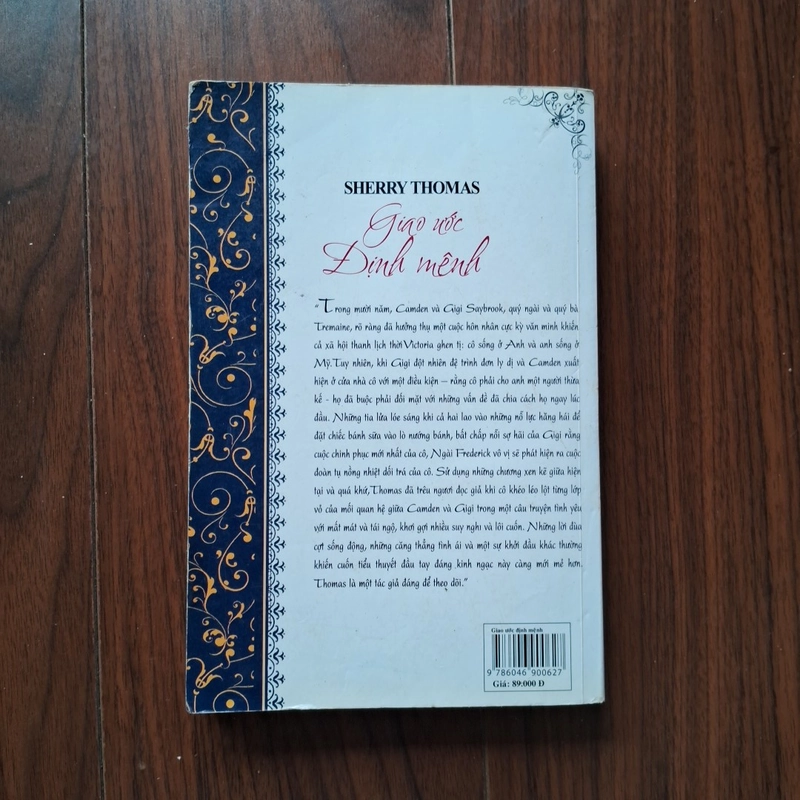 SHERRY THOMAS
Giao ước
Định mệnh
“Trong mười năm, Camden và Gigi Saybrook, quý ngài và quý bà
Tremaine, rõ ràng đã hưởng thụ một cuộc hôn nhân cực kỳ văn minh khiến
cả xã hội thanh lịch thời Victoria ghen tị: cô sống ở Anh và anh sống ở
Mỹ. Tuy nhiên, khi Gigi đột nhiên đệ trình đơn ly dị và Camden xuất
hiện ở cửa nhà cô với một điều kiện – rằng cô phải cho anh một người thừa
kế - họ đã buộc phải đối mặt với những vấn đề đã chia cách họ ngay lúc
đầu. Những tia lửa lóe sáng khi cả hai lao vào những nỗ lực hăng hái để
đặt chiếc bánh sữa vào lò nướng bánh, bất chấp nỗi sợ hãi của Gigi rằng
cuộc chinh phục mới nhất của cô, Ngài Frederick vô vị sẽ phát hiện ra cuộc
đoàn tụ nồng nhiệt dối trá của cô. Sử dụng những chương xen kẽ giữa hiện
tại và quá khứ, Thomas đã trêu ngươi đọc giả khi cô khéo léo lột từng lớp
vỏ của mối quan hệ giữa Camden và Gigi trong một câu truyện tình yêu
với mất mát và tái ngộ, khơi gợi nhiều suy nghĩ và lôi cuốn. Những lời đùa
cợt sống động, những căng thẳng tình ái và một sự khởi đầu khác thường
khiến cuốn tiểu thuyết đầu tay đáng kinh ngạc này càng mới mẻ hơn.
Thomas là một tác giả đáng để theo dõi.”
Giao ước định mệnh
9 786046 900627
Giá: 89.000 Đ